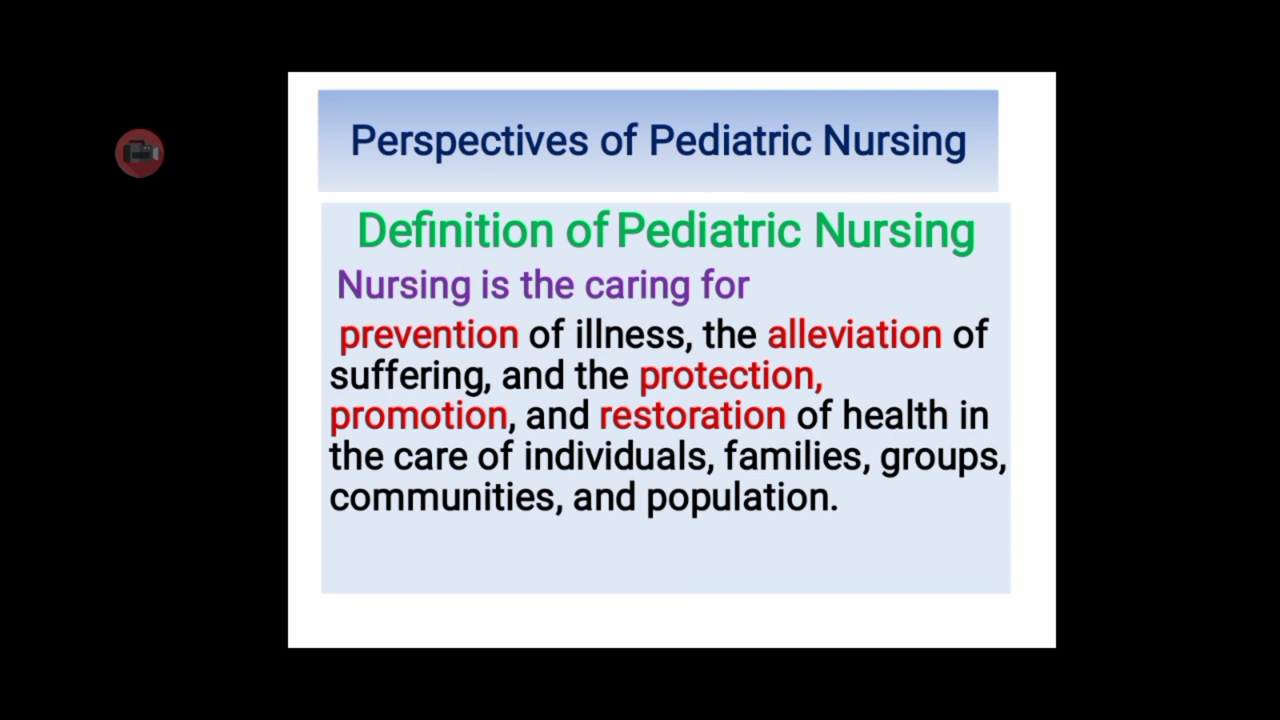 Perspectives of Pediatric Nursing
Definition of Pediatric Nursing
Nursing is the caring for
prevention of illness, the alleviation of
suffering, and the protection,
promotion, and restoration of health in
the care of individuals, families, groups,
communities, and population.